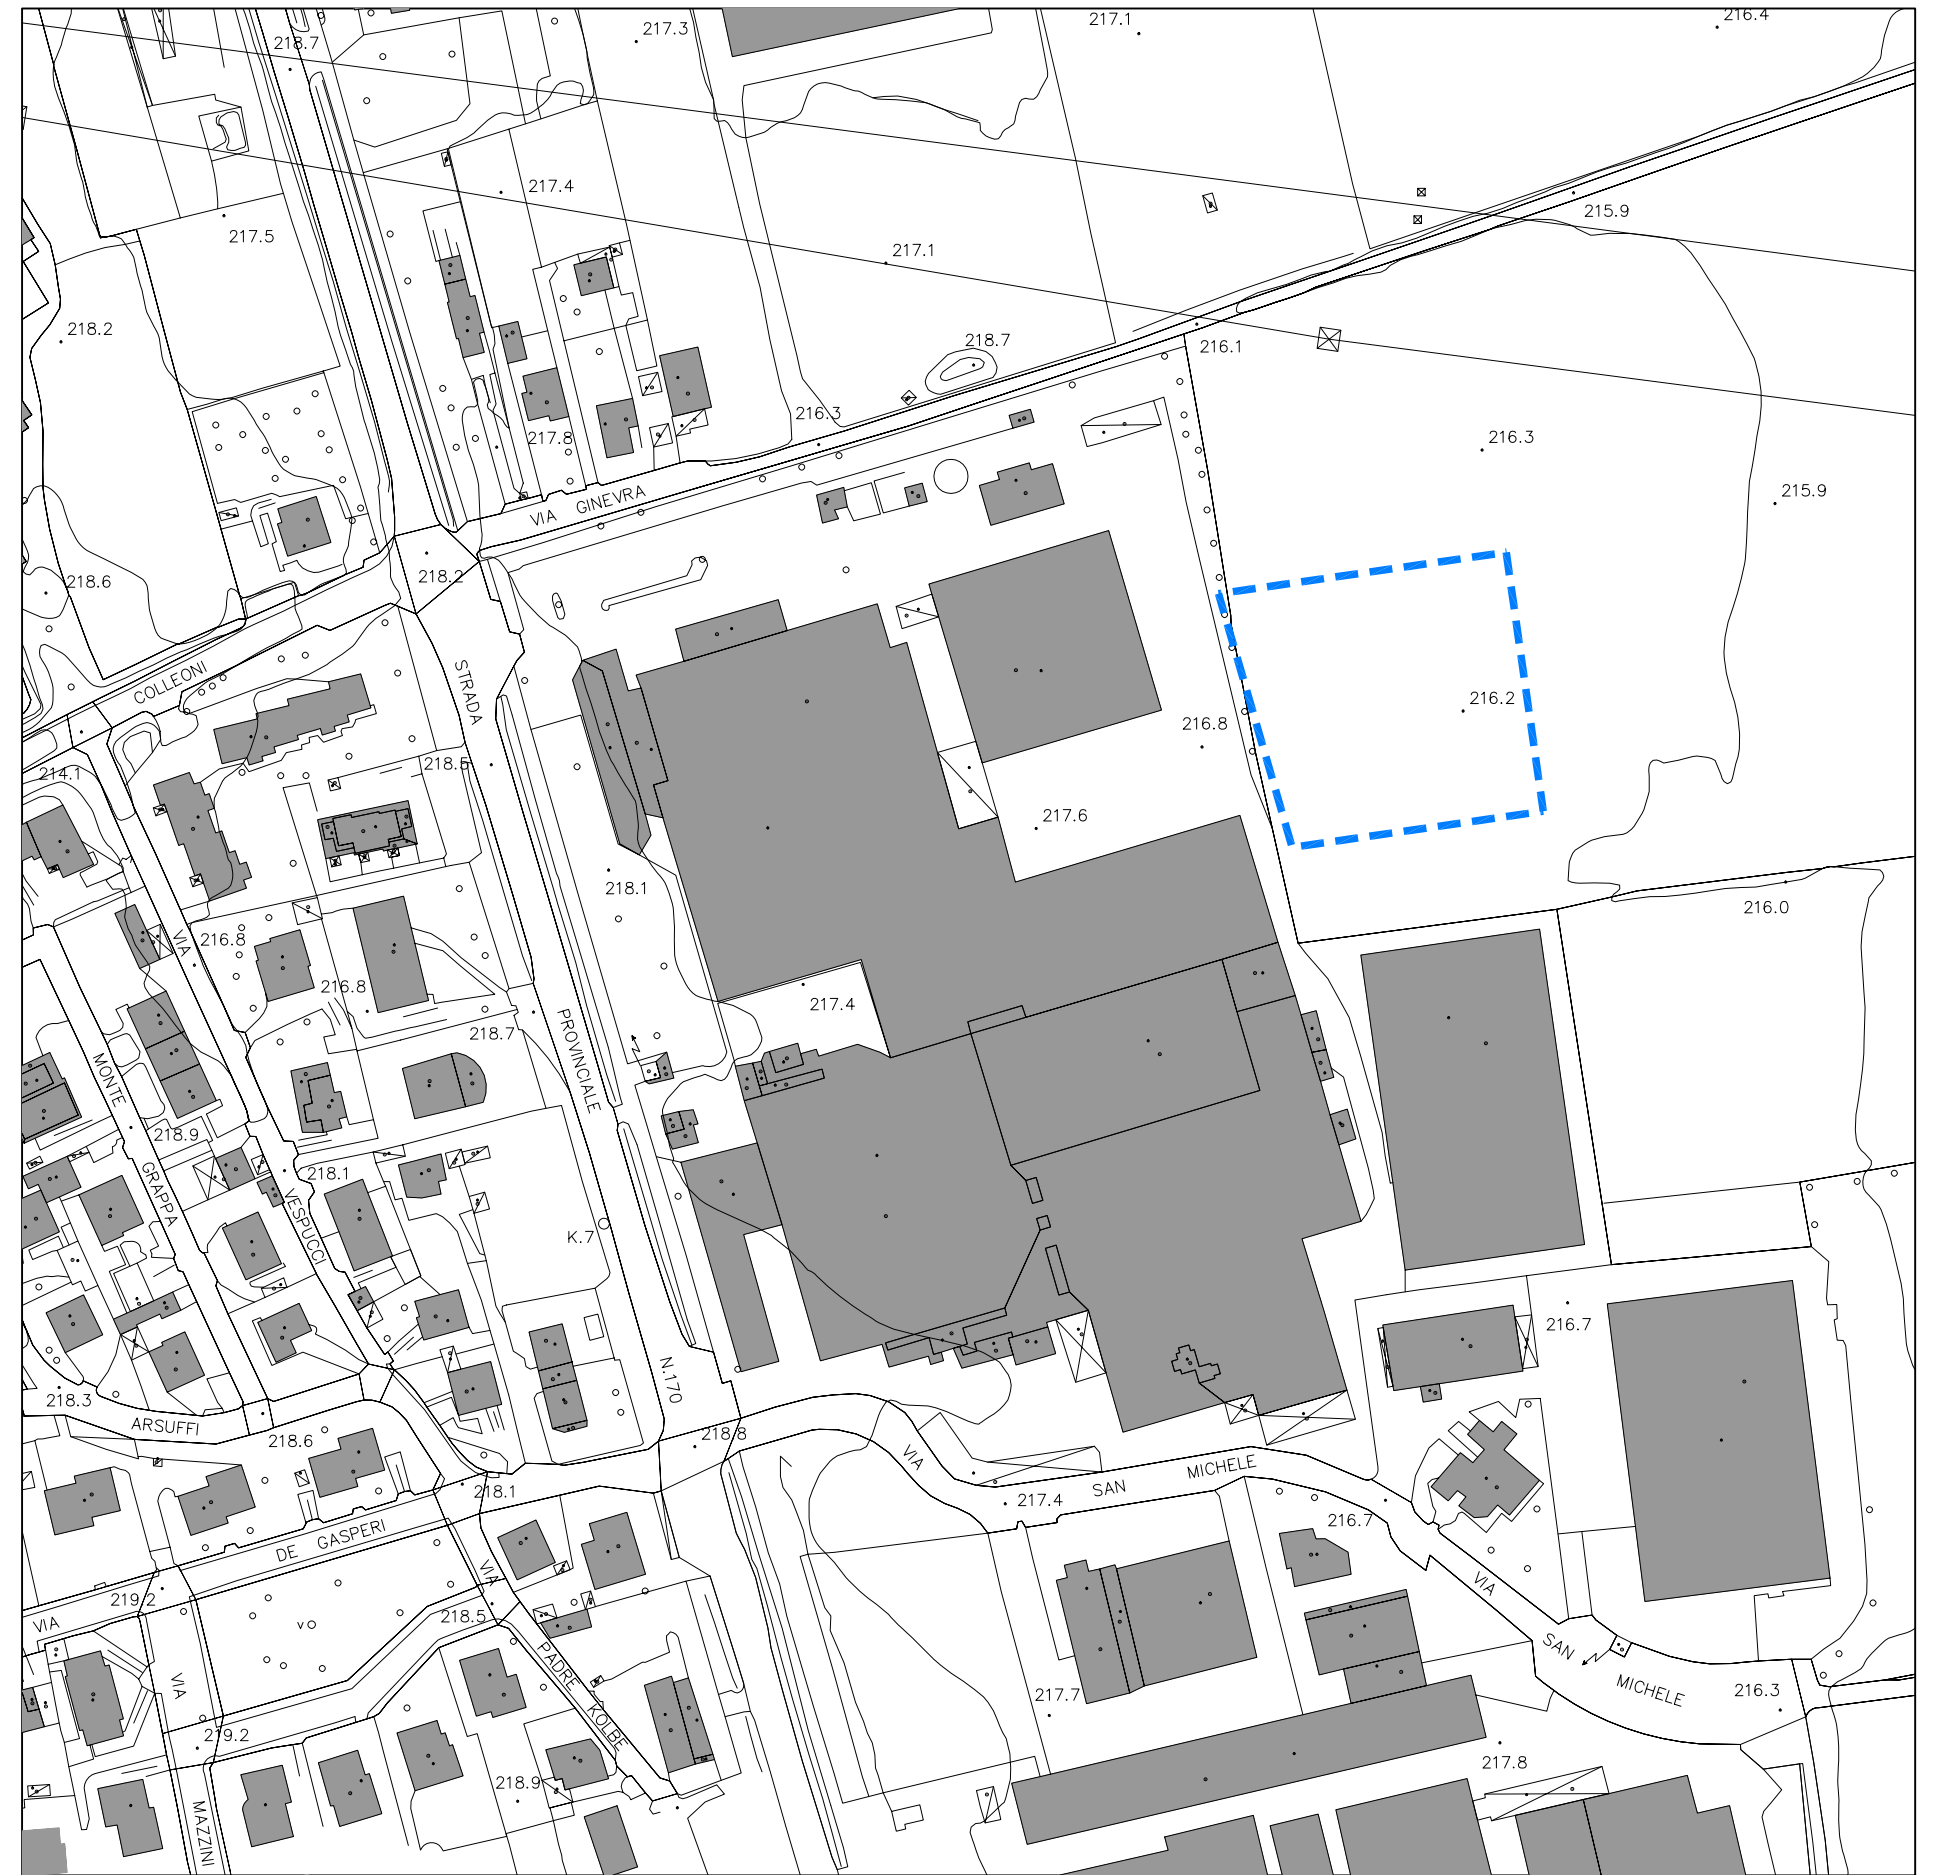 216.4
217.1
217.3
218.7
217.4
215.9
217.5
217.1
218.2
218.7
216.1
216.3
217.8
216.3
215.9
VIA GINEVRA
218.2
218.6
COLLEONI
STRADA
216.2
216.8
218.5
214.1
217.6
218.1
216.0
VIA
216.8
216.8
217.4
218.7
PROVINCIALE
MONTE
218.9
218.1
GRAPPA
VESPUCCI
K.7
216.7
N.170
218.3
ARSUFFI
218.6
218.8
VIA
SAN MICHELE
218.1
217.4
216.7
DE GASPERI
VIA
VIA
219.2
218.5
VIA
V
SAN
PADRE
VIA
MICHELE
216.3
217.7
KOLBE
219.2
217.8
218.9
MAZZINI